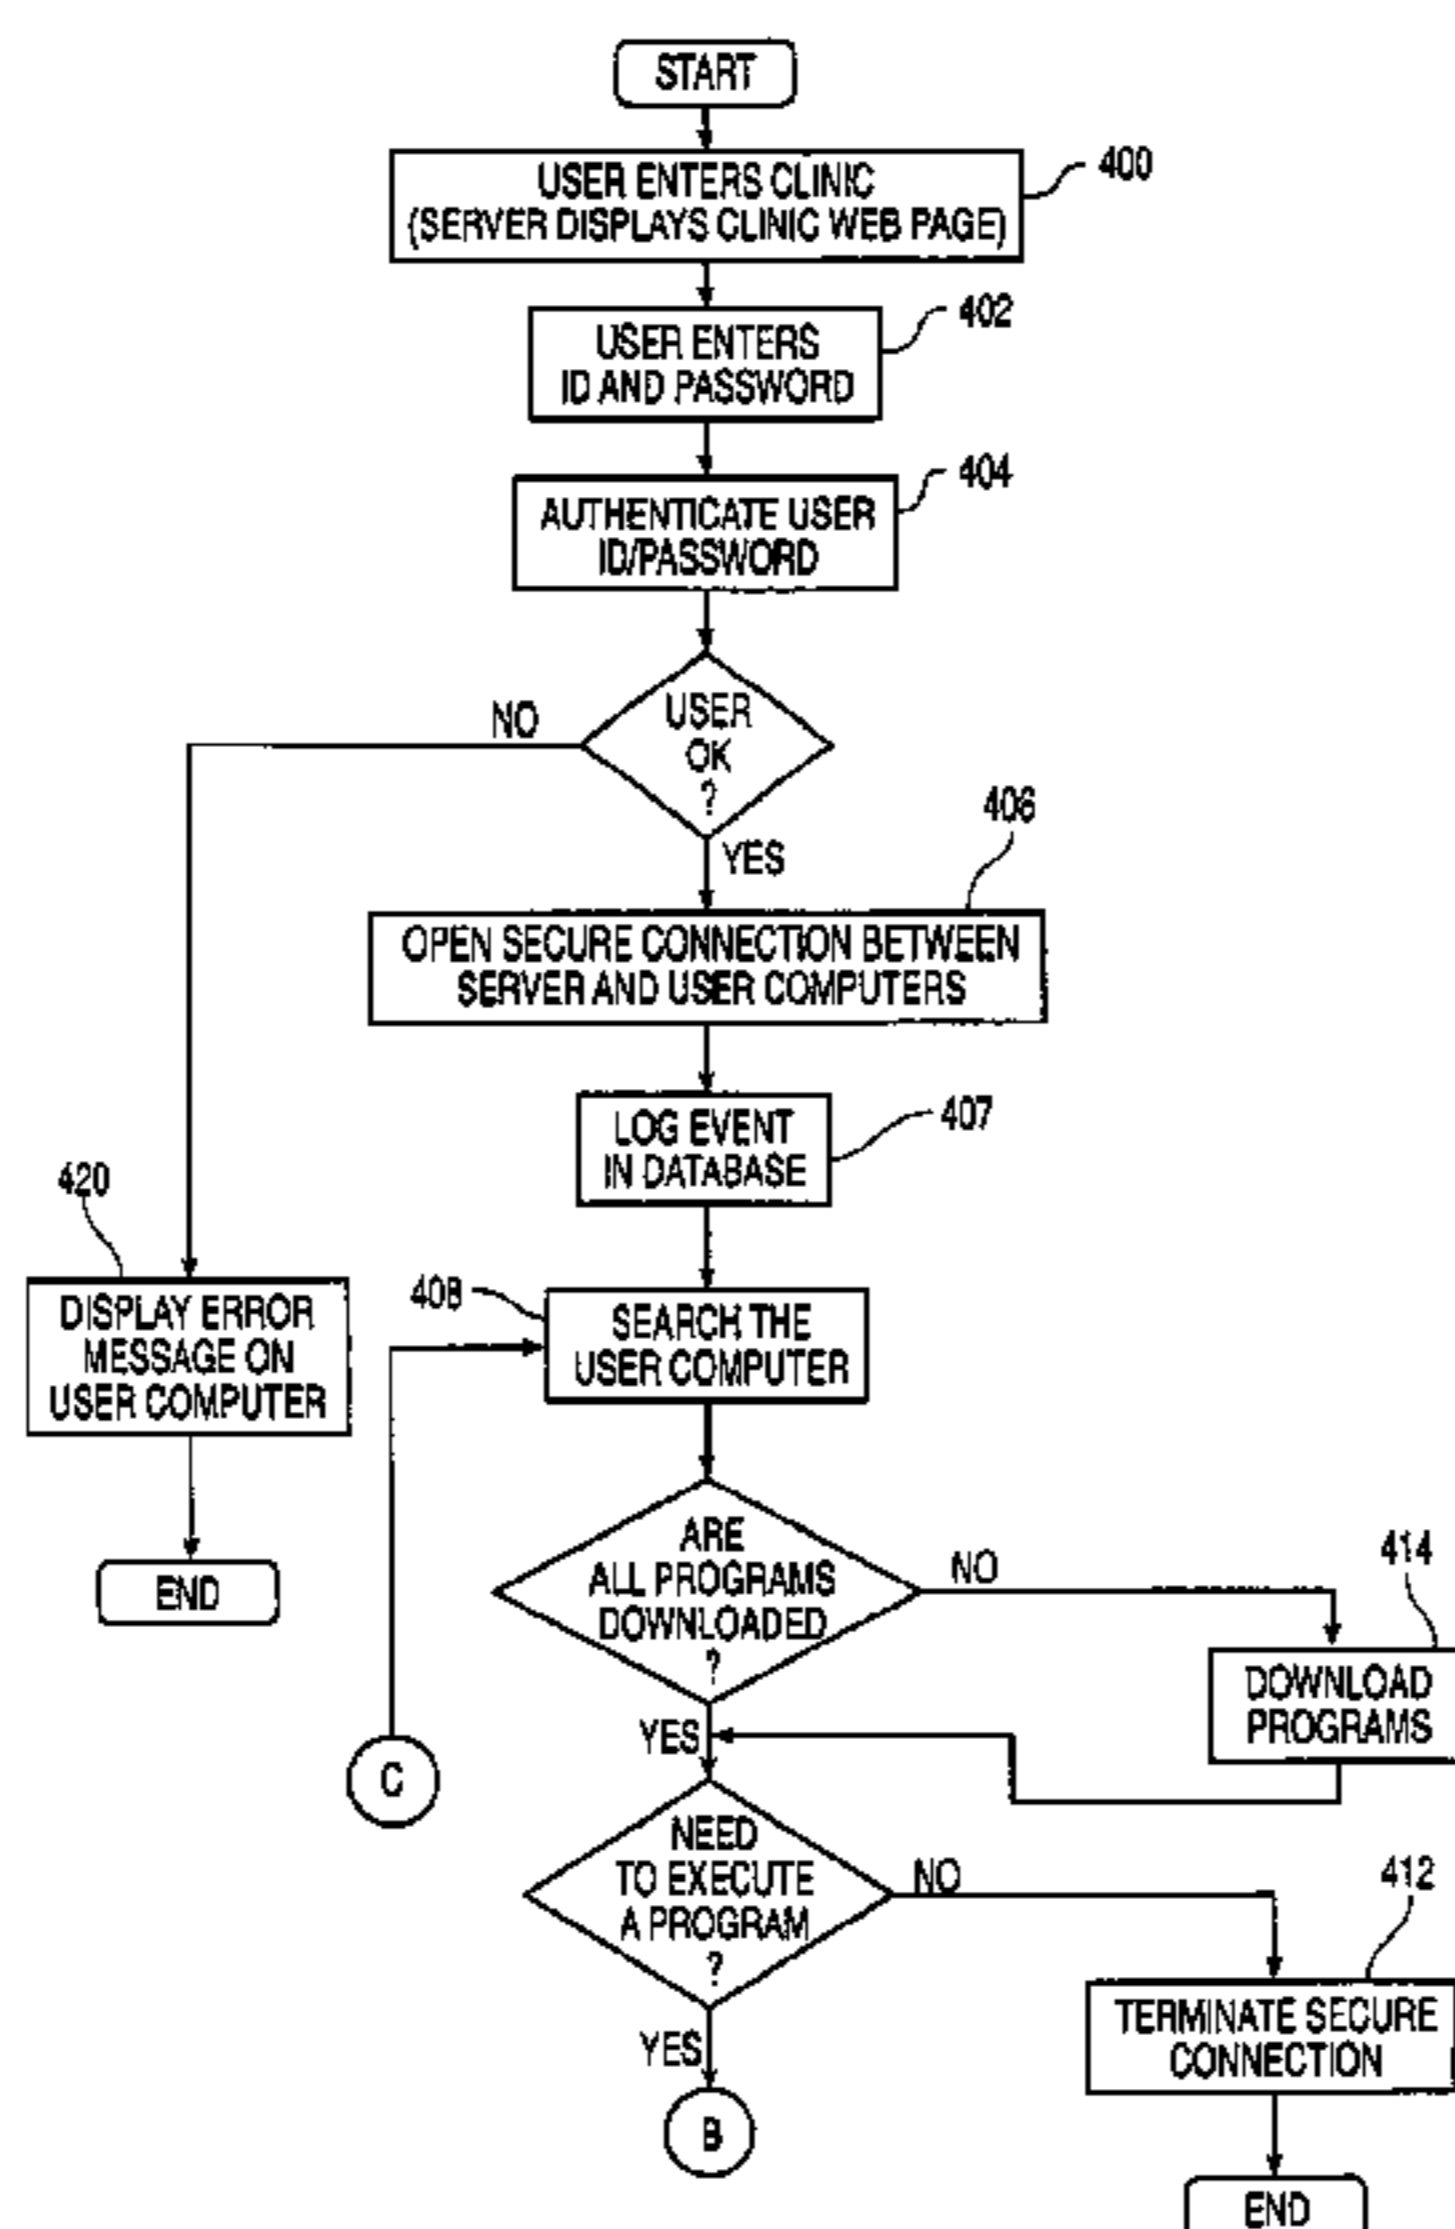 START
USER ENTERS CLINIC
(SERVER DISPLAYS CLINIC WEB PAGE)
400
USER ENTERS
ID AND PASSWORD
402
AUTHENTICATE USER
ID/PASSWORD
404
USER
OK
?
NO
YES
406
OPEN SECURE CONNECTION BETWEEN
SERVER AND USER COMPUTERS
LOG EVENT
IN DATABASE
407
420
DISPLAY ERROR
MESSAGE ON
USER COMPUTER
END
408
SEARCH THE
USER COMPUTER
ARE
ALL PROGRAMS
DOWNLOADED
?
NO
414
DOWNLOAD
PROGRAMS
YES
C
NEED
TO EXECUTE
A PROGRAM
?
NO
412
TERMINATE SECURE
CONNECTION
YES
B
END